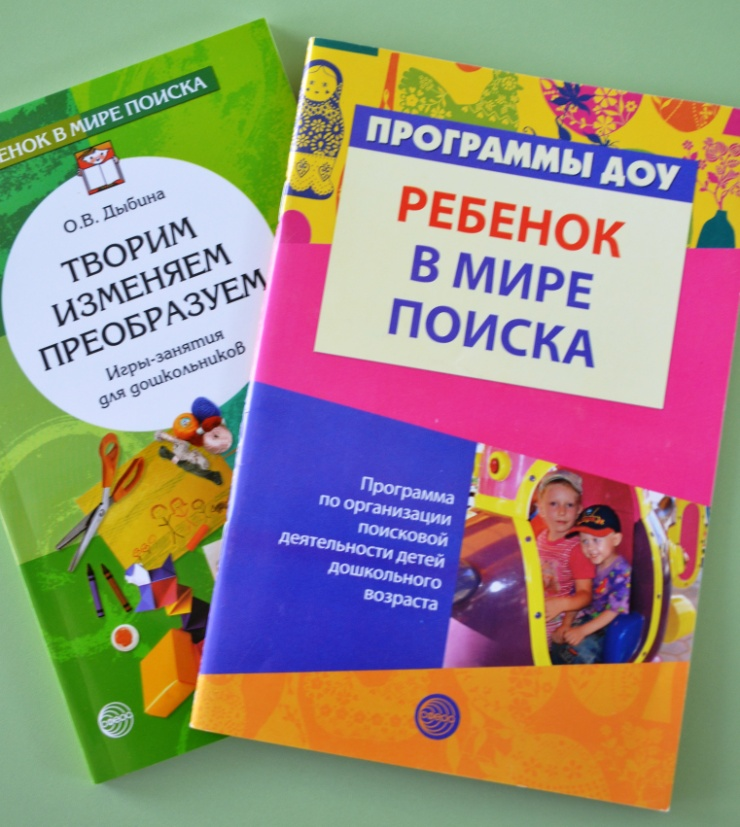 ЕНОК В МИРЕ ПОИСКА
О.В. Дыбина
ТВОРИМ
ИЗМЕНЯЕМ
ПРЕОБРАЗУЕМ
Игры-занятия
для дошкольников
ПРОГРАММЫ ДОУ
РЕБЕНОК
В МИРЕ
ПОИСКА
Программа
по организации
поисковой
деятельности детей
дошкольного
возраста